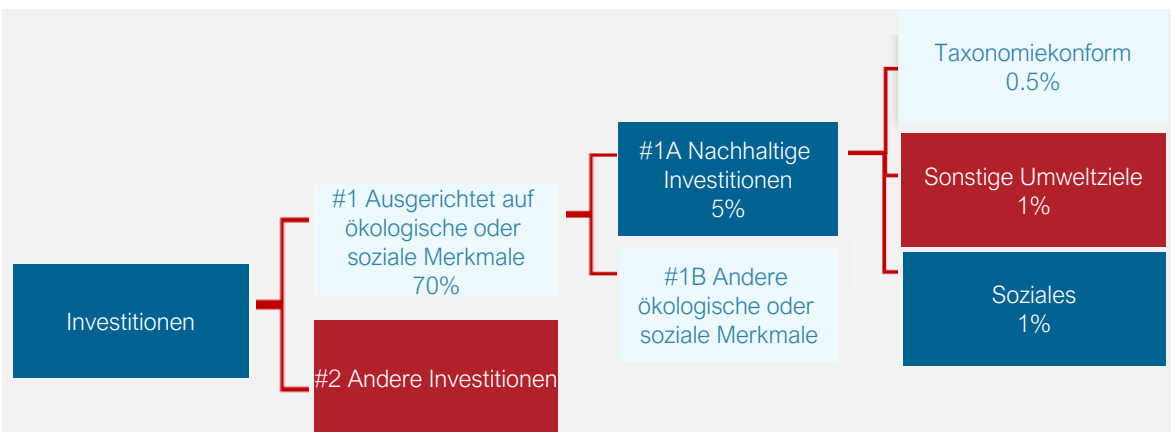 Investitionen
#1 Ausgerichtet auf
ökologische oder
soziale Merkmale
70%
#2 Andere Investitionen
#1A Nachhaltige
Investitionen
5%
#1B Andere
ökologische oder
soziale Merkmale
Taxonomiekonform
0.5%
Sonstige Umweltziele
1%
Soziales
1%